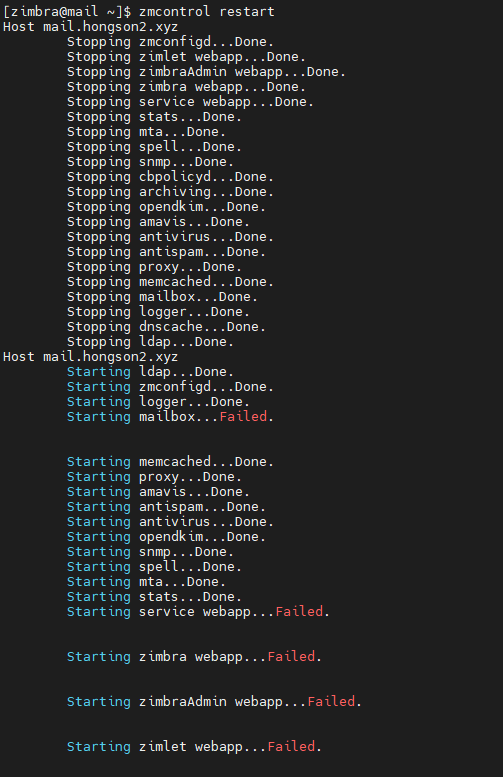 [zimbra@mail ~]$ zmcontrol restart
Host mail.hongson2.xyz
Stopping zmconfigd...Done.
Stopping zimlet webapp...Done.
Stopping zimbraAdmin webapp...Done.
Stopping zimbra webapp...Done.
Stopping service webapp...Done.
Stopping stats...Done.
Stopping mta...Done.
Stopping spell...Done.
Stopping snmp...Done.
Stopping cbpolicyd...Done.
Stopping archiving...Done.
Stopping opendkim...Done.
Stopping amavis...Done.
Stopping antivirus...Done.
Stopping antispam...Done.
Stopping proxy...Done.
Stopping memcached...Done.
Stopping mailbox...Done.
Stopping logger...Done.
Stopping dnscache...Done.
Stopping ldap...Done.
Host mail.hongson2.xyz
Starting ldap...Done.
Starting zmconfigd...Done.
Starting logger...Done.
Starting mailbox...Failed.
Starting memcached...Done.
Starting proxy...Done.
Starting amavis...Done.
Starting antispam...Done.
Starting antivirus...Done.
Starting opendkim...Done.
Starting snmp...Done.
Starting spell...Done.
Starting mta...Done.
Starting stats...Done.
Starting service webapp...Failed.
Starting zimbra webapp...Failed.
Starting zimbraAdmin webapp...Failed.
Starting zimlet webapp...Failed.